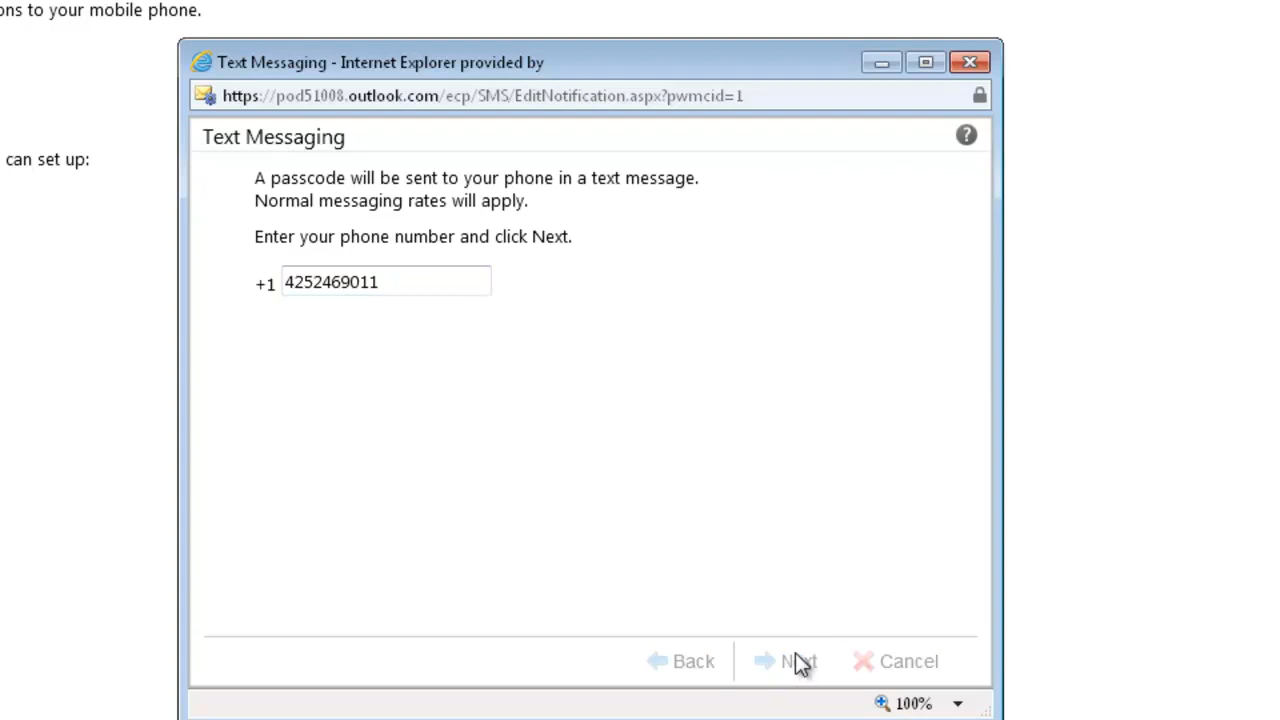 ons to your mobile phone.
Text Messaging - Internet Explorer provided by
https://pod51008.outlook.com/ecp/SMS/EditNotification.aspx?pwmcid=1
Text Messaging
can set up:
A passcode will be sent to your phone in a text message.
Normal messaging rates will apply.
Enter your phone number and click Next.
+1 4252469011
Back Next Cancel
100%